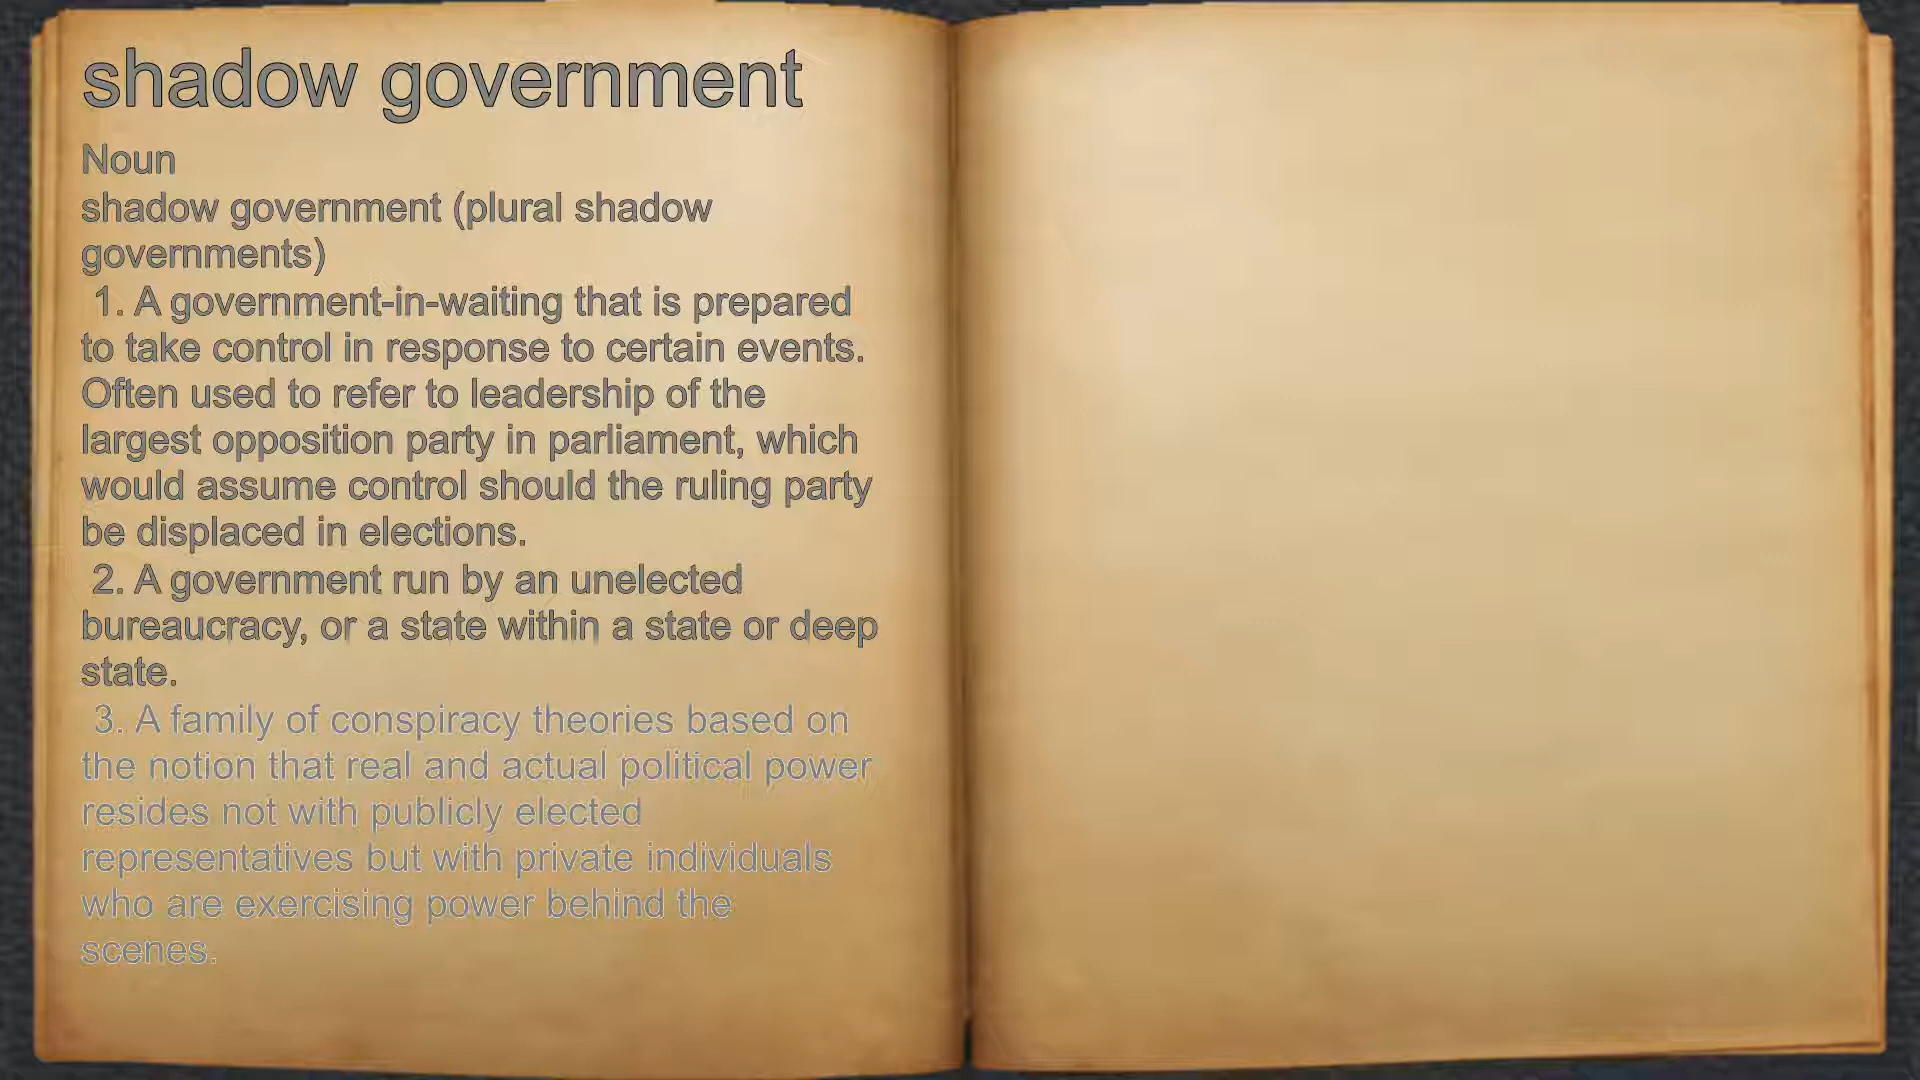 shadow government
Noun
shadow government (plural shadow
governments)
1. A government-in-waiting that is prepared
to take control in response to certain events.
Often used to refer to leadership of the
largest opposition party in parliament, which
would assume control should the ruling party
be displaced in elections.
2. A government run by an unelected
bureaucracy, or a state within a state or deep
state.
3. A family of conspiracy theories based on
the notion that real and actual political power
resides not with publicly elected
representatives but with private individuals
who are exercising power behind the
scenes.